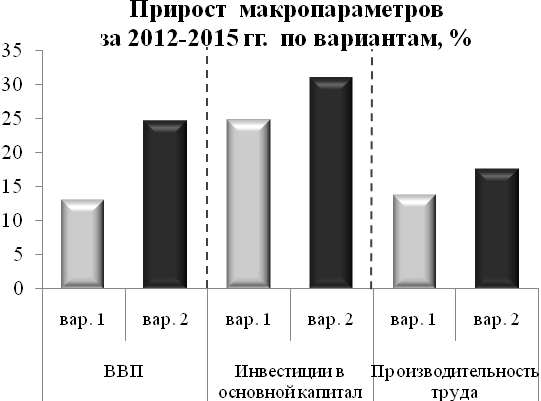 Прирост макропараметров
за 2012-2015 гг. по вариантам, %
35
30
25
20
15
10
5
0
вар. 1 вар. 2 вар. 1 вар. 2 вар. 1 вар. 2
ВВП Инвестиции в Производительность
основной капитал труда